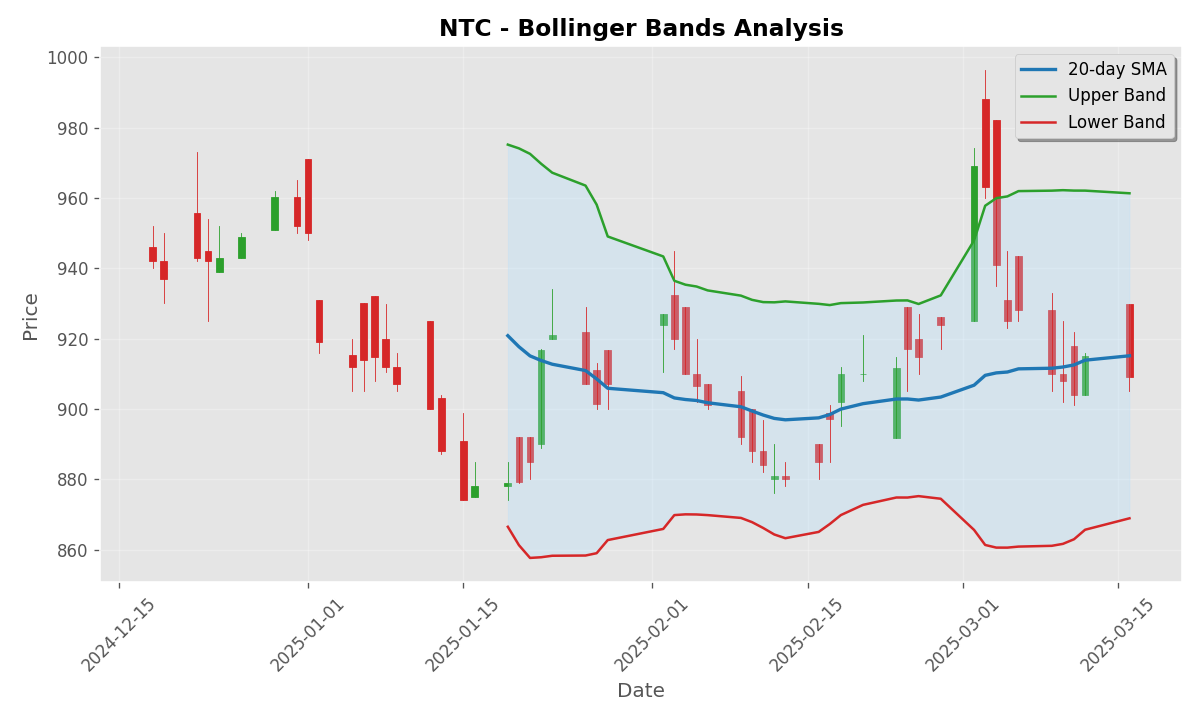 NTC - Bollinger Bands Analysis
1000
980
960
940
920
900
880
860
Price
20-day SMA
Upper Band
Lower Band
2024-12-15
2025-01-01
2025-01-15
2025-02-01
2025-02-15
2025-03-01
2025-03-15
Date